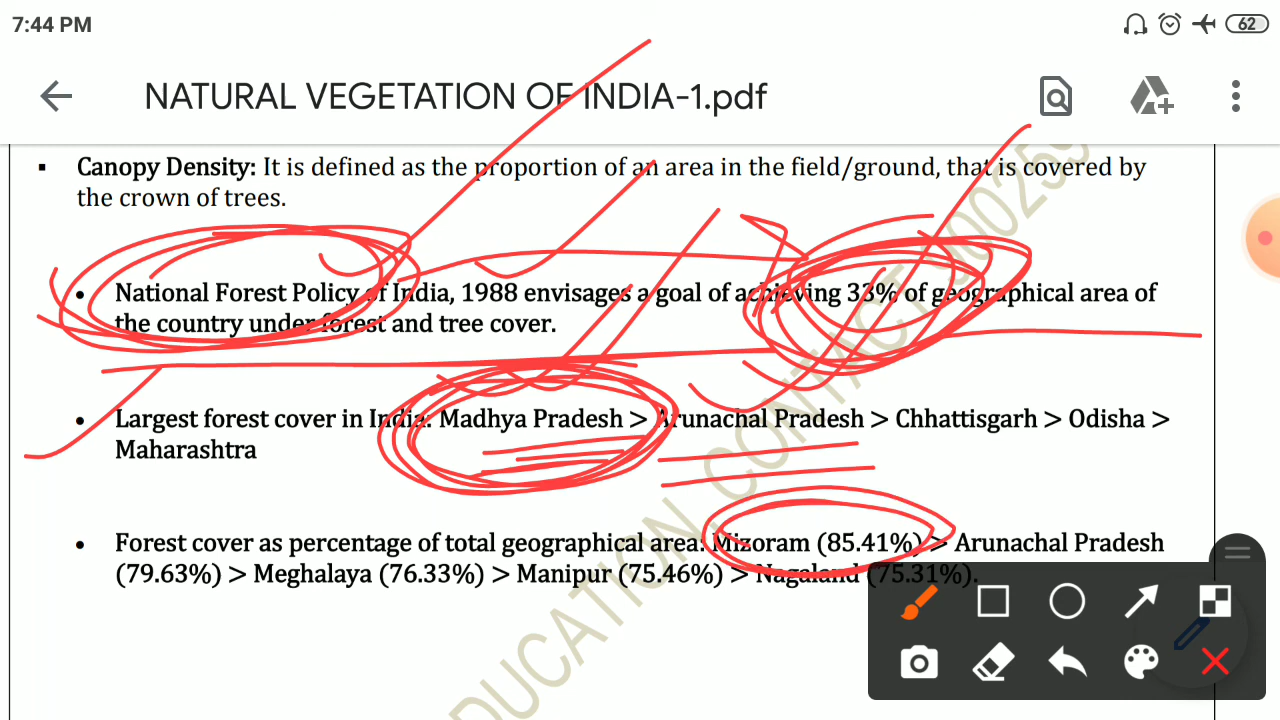 7:44 PM
62
NATURAL VEGETATION OF INDIA-1.pdf
▪ Canopy Density: It is defined as the proportion of an area in the field/ground, that is covered by
the crown of trees.
• National Forest Policy of India, 1988 envisages a goal of achieving 33% of geographical area of
the country under forest and tree cover.
• Largest forest cover in India: Madhya Pradesh > Arunachal Pradesh > Chhattisgarh > Odisha >
Maharashtra
• Forest cover as percentage of total geographical area: Mizoram (85.41%) > Arunachal Pradesh
(79.63%) > Meghalaya (76.33%) > Manipur (75.46%) > Nagaland (75.31%).
DUCATION, CONTACT-900259